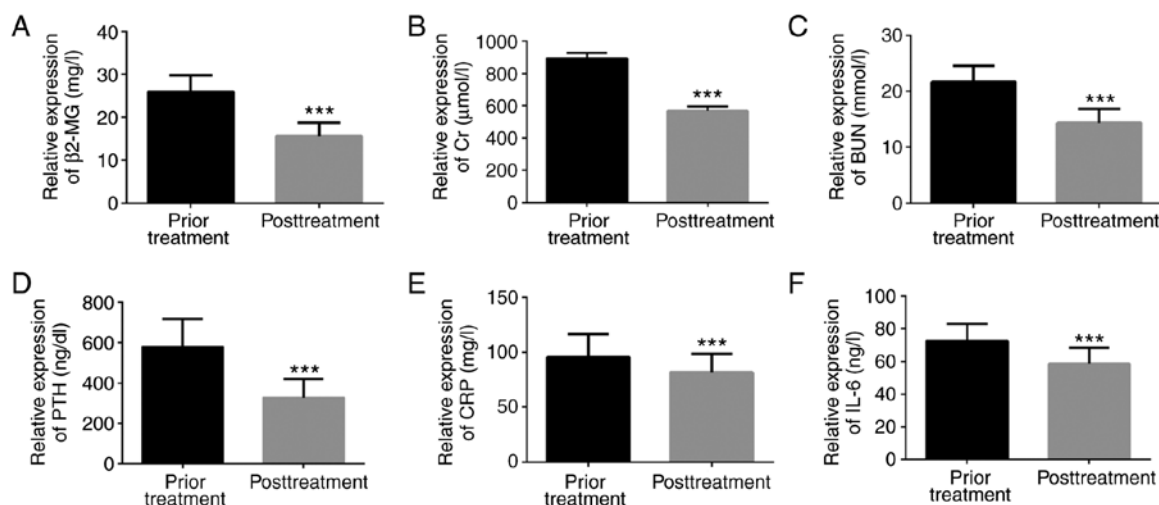 A
Relative expression
of β2-MG (mg/l)
40
30
20
10
0
***
Prior
treatment
Posttreatment
B
Relative expression
of Cr (μmol/l)
1000
800
600
400
200
0
***
Prior
treatment
Posttreatment
C
Relative expression
of BUN (mmol/l)
30
20
10
0
***
Prior
treatment
Posttreatment
D
Relative expression
of PTH (ng/dl)
800
600
400
200
0
***
Prior
treatment
Posttreatment
E
Relative expression
of CRP (mg/l)
150
100
50
0
***
Prior
treatment
Posttreatment
F
Relative expression
of IL-6 (ng/l)
100
80
60
40
20
0
***
Prior
treatment
Posttreatment